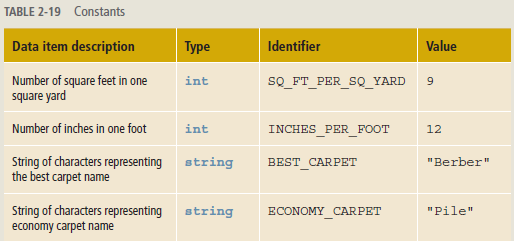 TABLE 2-19 Constants
Data item description Type Identifier Value
Number of square feet in one int SQ_FT_PER_SQ_YARD 9
square yard
Number of inches in one foot int INCHES_PER_FOOT 12
String of characters representing string BEST_CARPET "Berber"
the best carpet name
String of characters representing string ECONOMY_CARPET "Pile"
economy carpet name